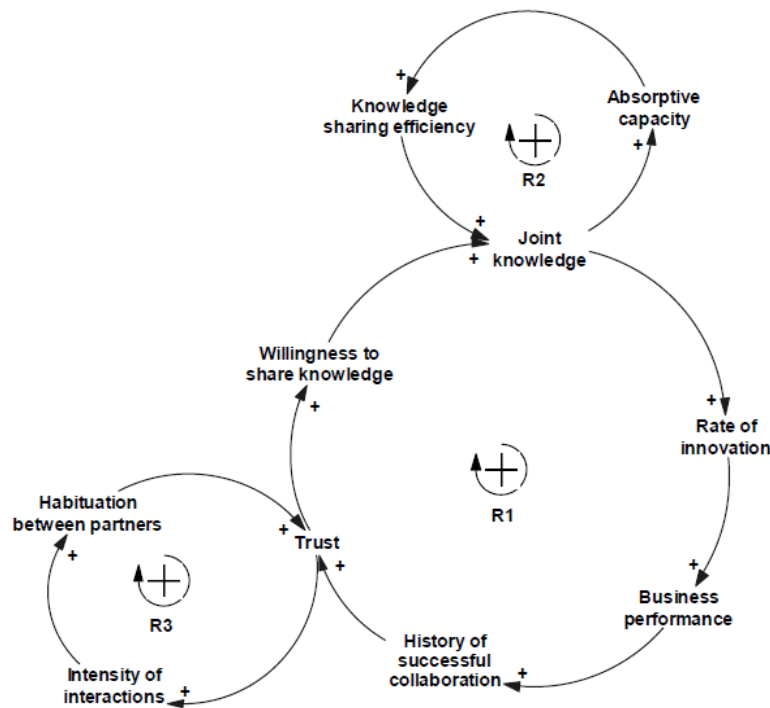 +
Knowledge
sharing efficiency
Absorptive
capacity
+
R2
+
+
Joint
knowledge
Willingness to
share knowledge
+
+
Rate of
innovation
R1
Habituation
between partners
+
+
Trust
+
R3
+
Business
performance
History of
successful
collaboration
+
Intensity of
interactions
+